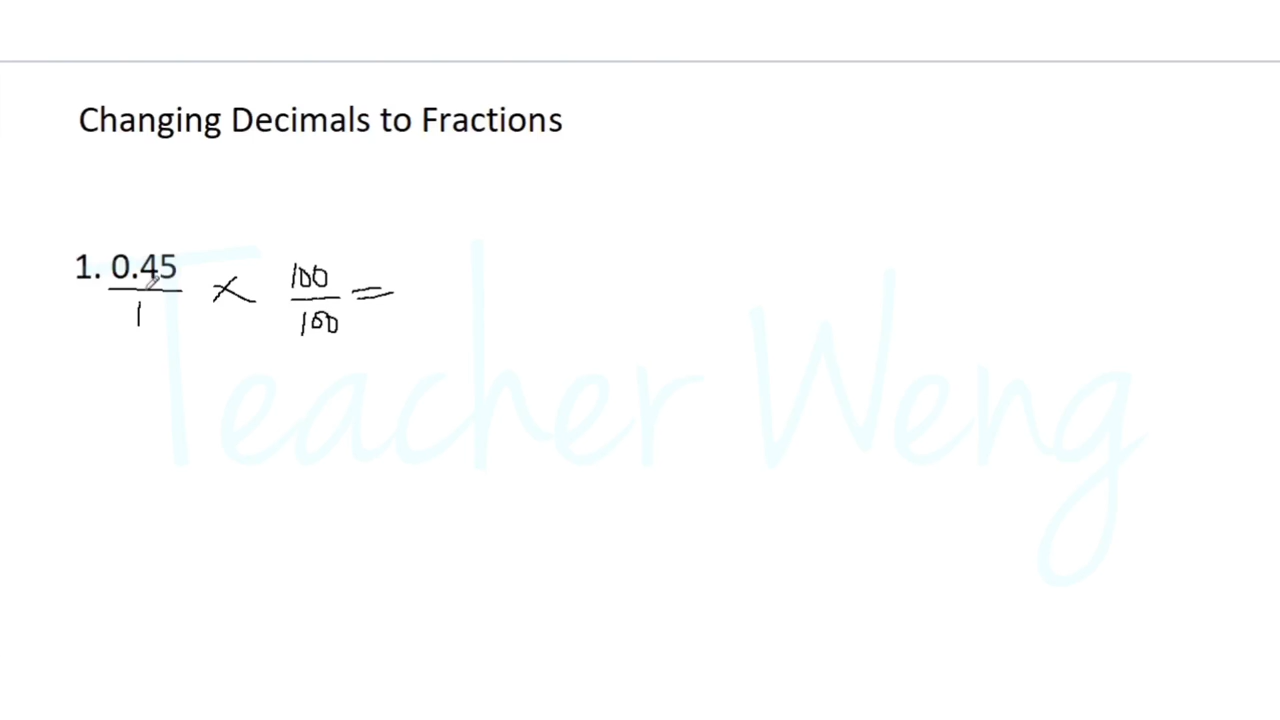 Changing Decimals to Fractions
1. 0.45/1 × 100/100 =
Teacher Weng